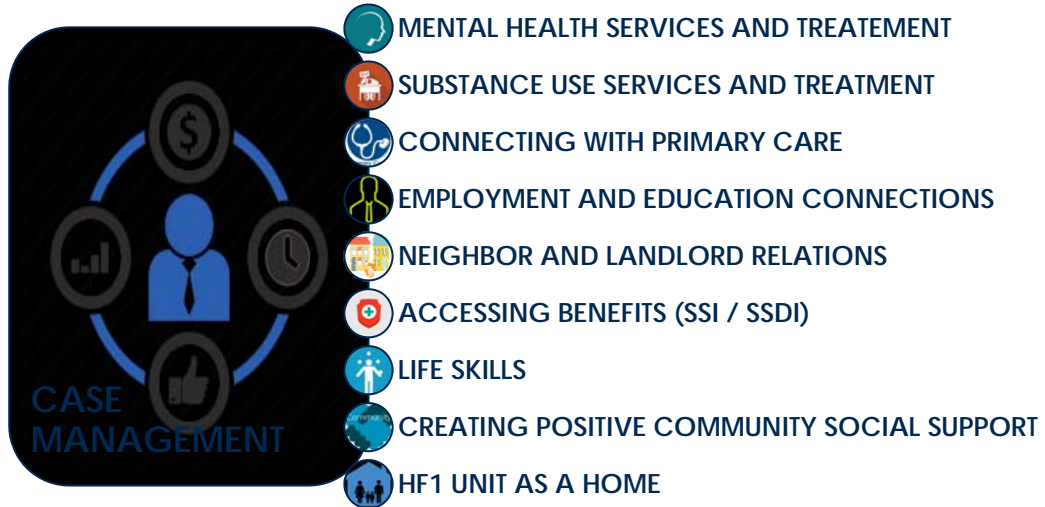 MENTAL HEALTH SERVICES AND TREATEMENT
SUBSTANCE USE SERVICES AND TREATMENT
CONNECTING WITH PRIMARY CARE
EMPLOYMENT AND EDUCATION CONNECTIONS
NEIGHBOR AND LANDLORD RELATIONS
ACCESSING BENEFITS (SSI / SSDI)
LIFE SKILLS
CREATING POSITIVE COMMUNITY SOCIAL SUPPORT
HF1 UNIT AS A HOME
CASE
MANAGEMENT
$
community